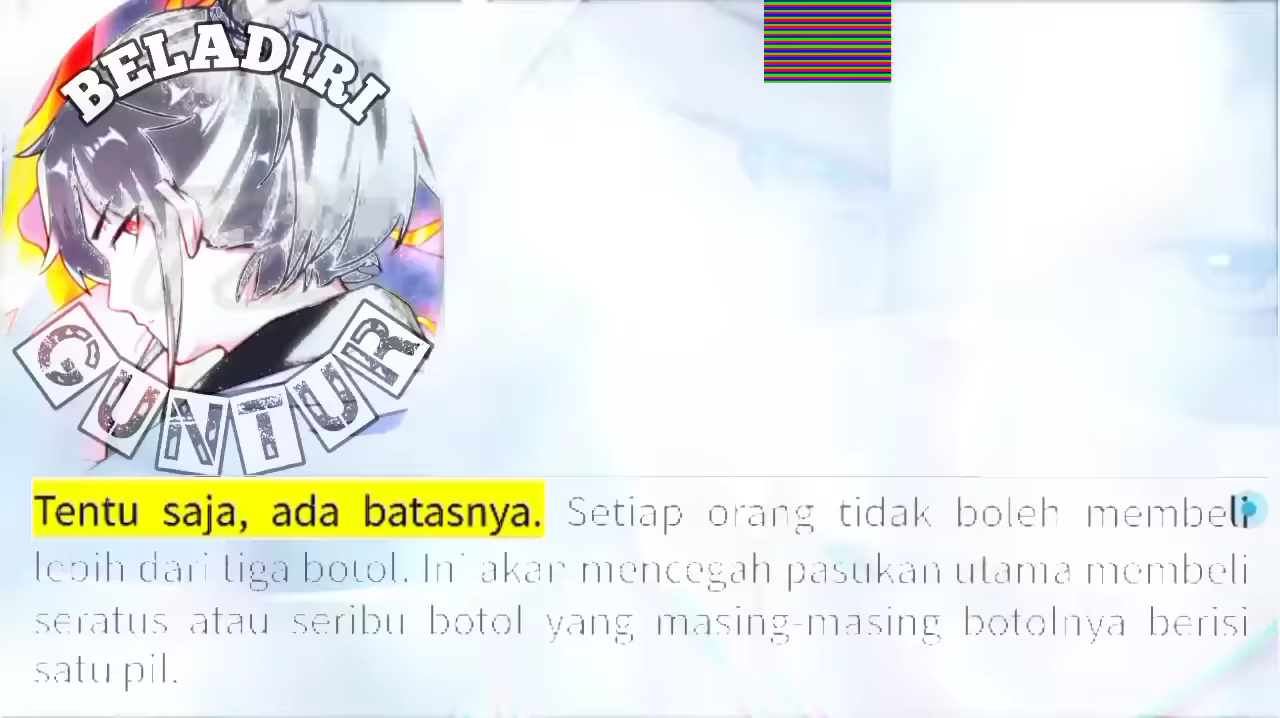 BELADIRI
GUNTUR
Tentu saja, ada batasnya. Setiap orang tidak boleh membeli
lebih dari tiga botol. Ini akan mencegah pasukan utama membeli
seratus atau seribu botol yang masing-masing botolnya berisi
satu pil.